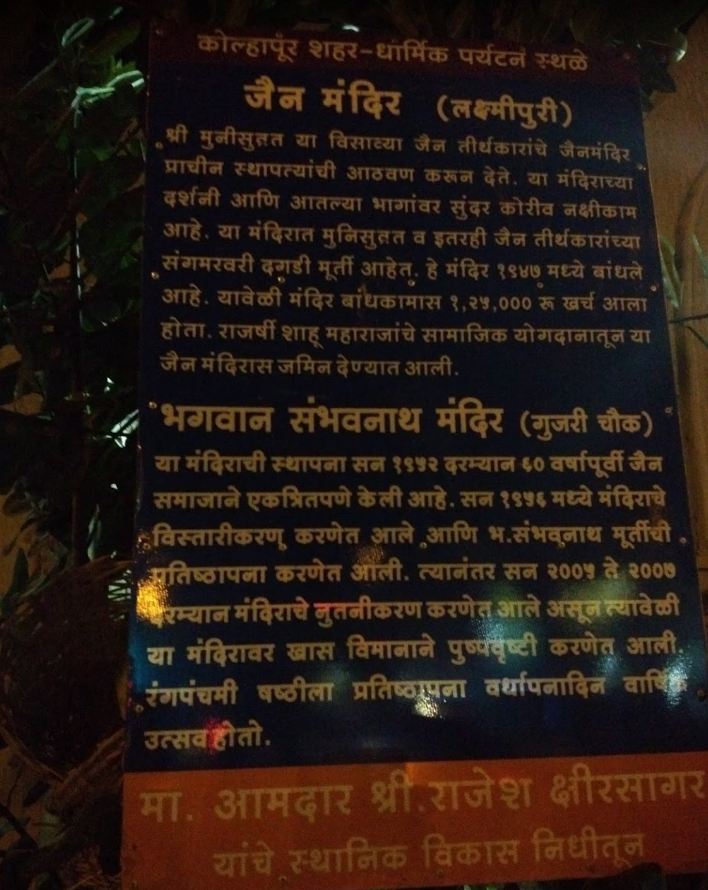 कोल्हापूर शहर-धार्मिक पर्यटन स्थळे
जैन मंदिर (लक्ष्मीपुरी)
श्री मुनीसुव्रत या विसाव्या जैन तीर्थकारांचे जैनमंदिर
प्राचीन स्थापत्यांची आठवण करून देते. या मंदिराच्या
दर्शनी आणि आतल्या भागांवर सुंदर कोरीव नक्षीकाम
आहे. या मंदिरात मुनिसुव्रत व इतरही जैन तीर्थकारांच्या
संगमरवरी दगडी मूर्ती आहेत. हे मंदिर १९४७ मध्ये बांधले
आहे. यावेळी मंदिर बांधकामास १,२५,००० रू खर्च आला
होता. राजर्षी शाहू महाराजांचे सामाजिक योगदानातून या
जैन मंदिरास जमिन देण्यात आली.
भगवान संभवनाथ मंदिर (गुजरी चौक)
या मंदिराची स्थापना सन १९५२ दरम्यान ६० वर्षापूर्वी जैन
समाजाने एकत्रितपणे केली आहे. सन १९५६ मध्ये मंदिराचे
विस्तारीकरण करणेत आले आणि भ.संभवनाथ मूर्तीची
प्रतिष्ठापना करणेत आली. त्यानंतर सन २००५ ते २००७
दरम्यान मंदिराचे नुतनीकरण करणेत आले असून त्यावेळी
या मंदिरावर खास विमानाने पुष्पवृष्टी करणेत आली.
रंगपंचमी षष्ठीला प्रतिष्ठापना वर्धापनादिन वार्षिक
उत्सव होतो.
मा. आमदार श्री.राजेश क्षीरसागर
यांचे स्थानिक विकास निधीतून